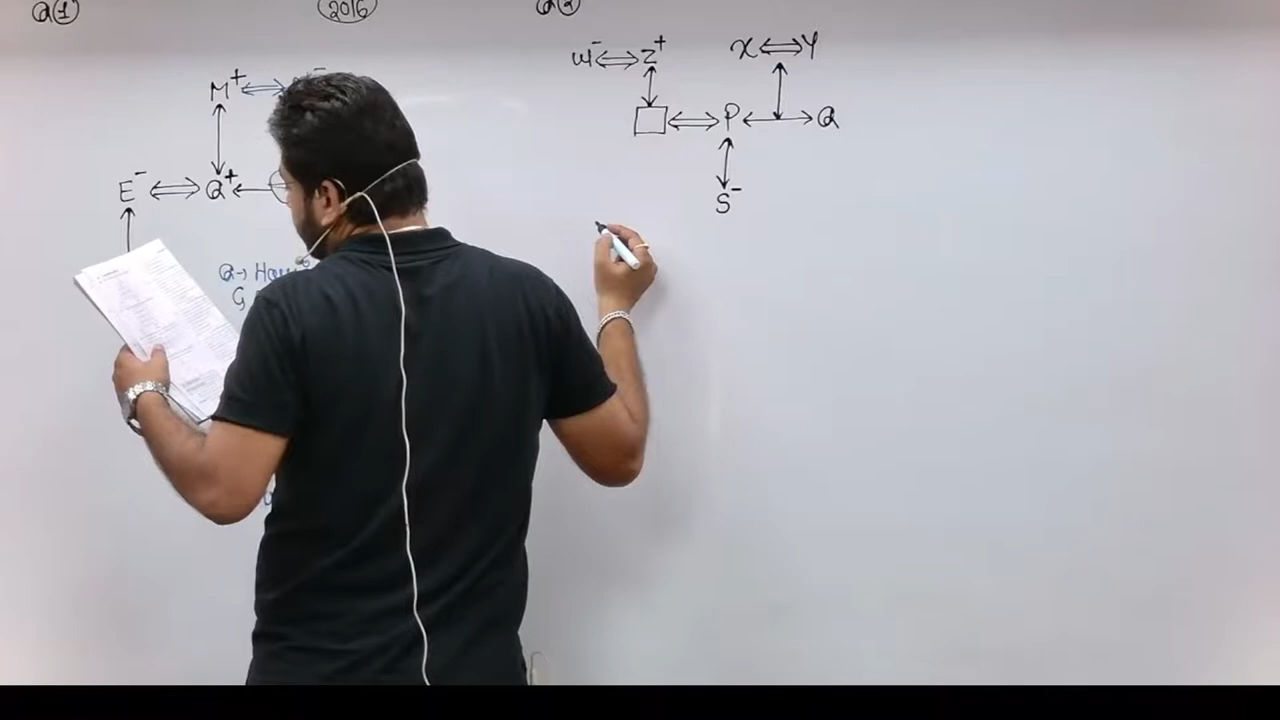 Q(1) 2016 Q(2)
M+ ⇔ -
E- ⇔ Q+ ←
Q→
G
W- ⇔ Z+ X ⇔ Y
□ ⇔ P ↔ Q
S-